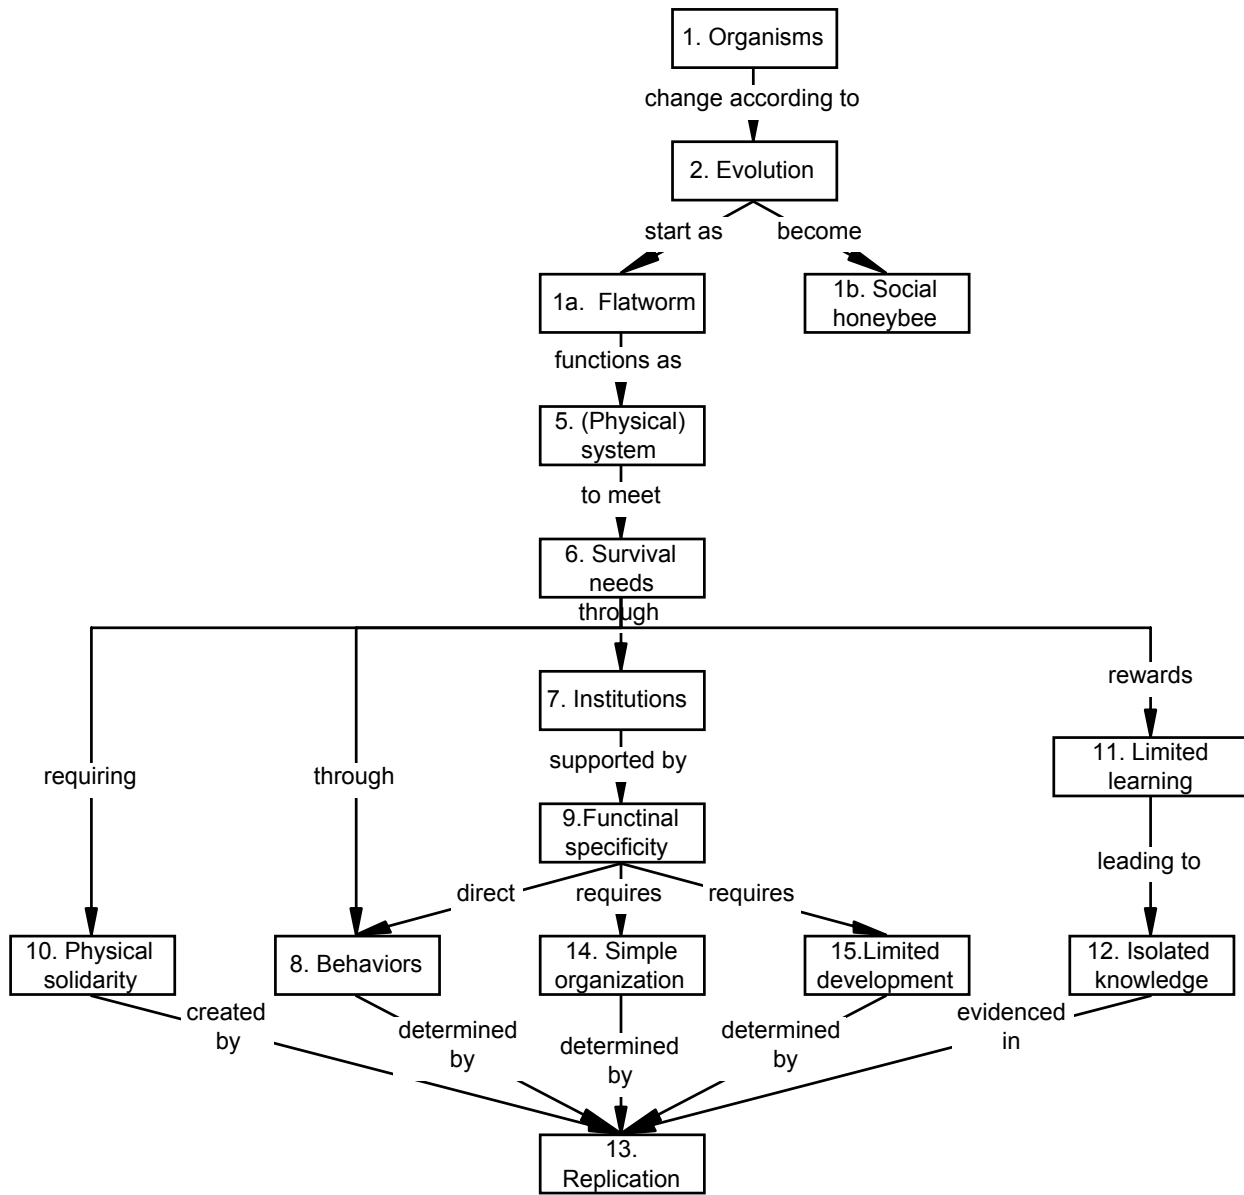 1. Organisms
change according to
2. Evolution
start as
become
1a.  Flatworm
1b. Social
honeybee
functions as
5. (Physical)
system
to meet
6. Survival
needs
through
7. Institutions
rewards
supported by
requiring
through
11. Limited
learning
9.Functinal
specificity
leading to
direct
requires
requires
10. Physical
solidarity
8. Behaviors
14. Simple
organization
15.Limited
development
12. Isolated
knowledge
created
by
determined
by
determined
by
determined
by
evidenced
in
13.
Replication